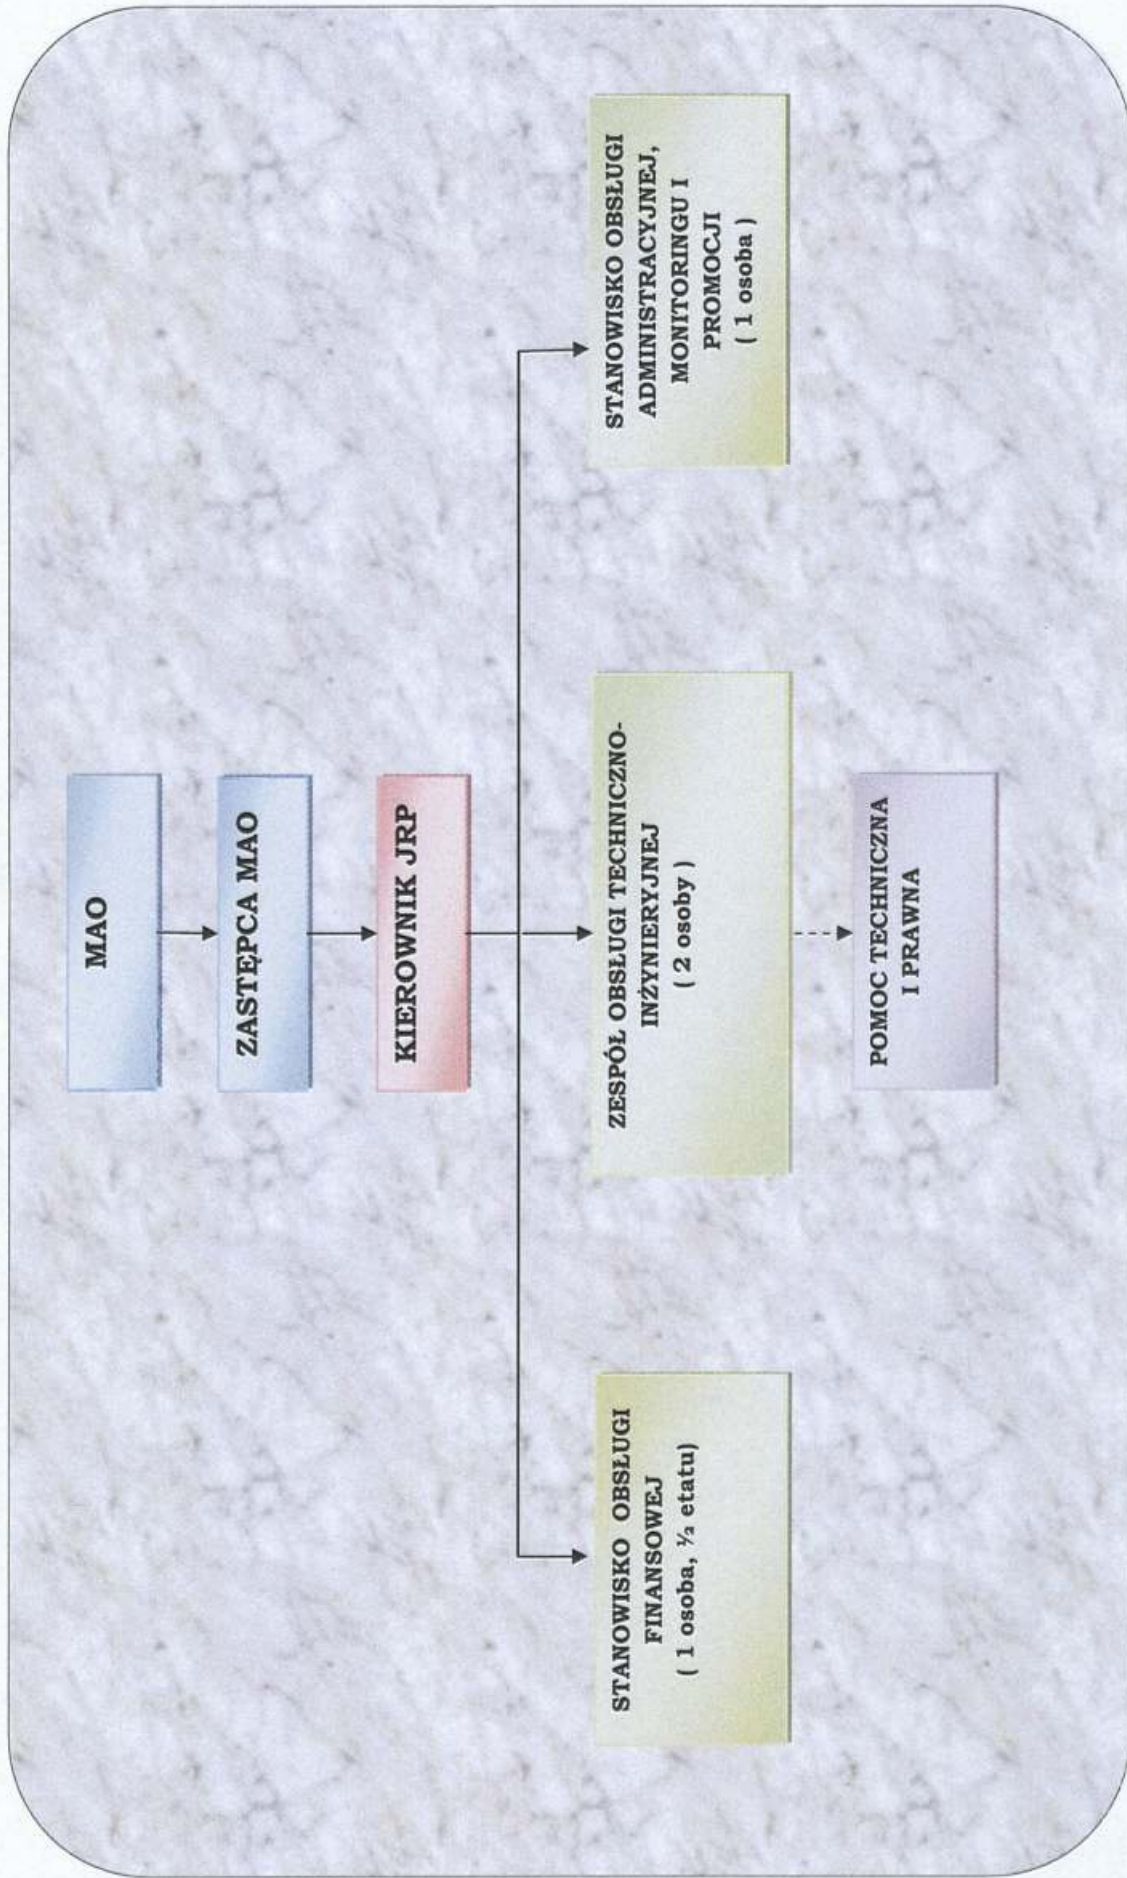 MAO
ZASTĘPCA MAO
KIEROWNIK JRP
STANOWISKO OBSŁUGI
FINANSOWEJ
( 1 osoba, ½ etatu)
ZESPÓŁ OBSŁUGI TECHNICZNO-
INŻYNIERYJNEJ
( 2 osoby )
STANOWISKO OBSŁUGI
ADMINISTRACYJNEJ,
MONITORINGU I
PROMOCJI
( 1 osoba )
POMOC TECHNICZNA
I PRAWNA